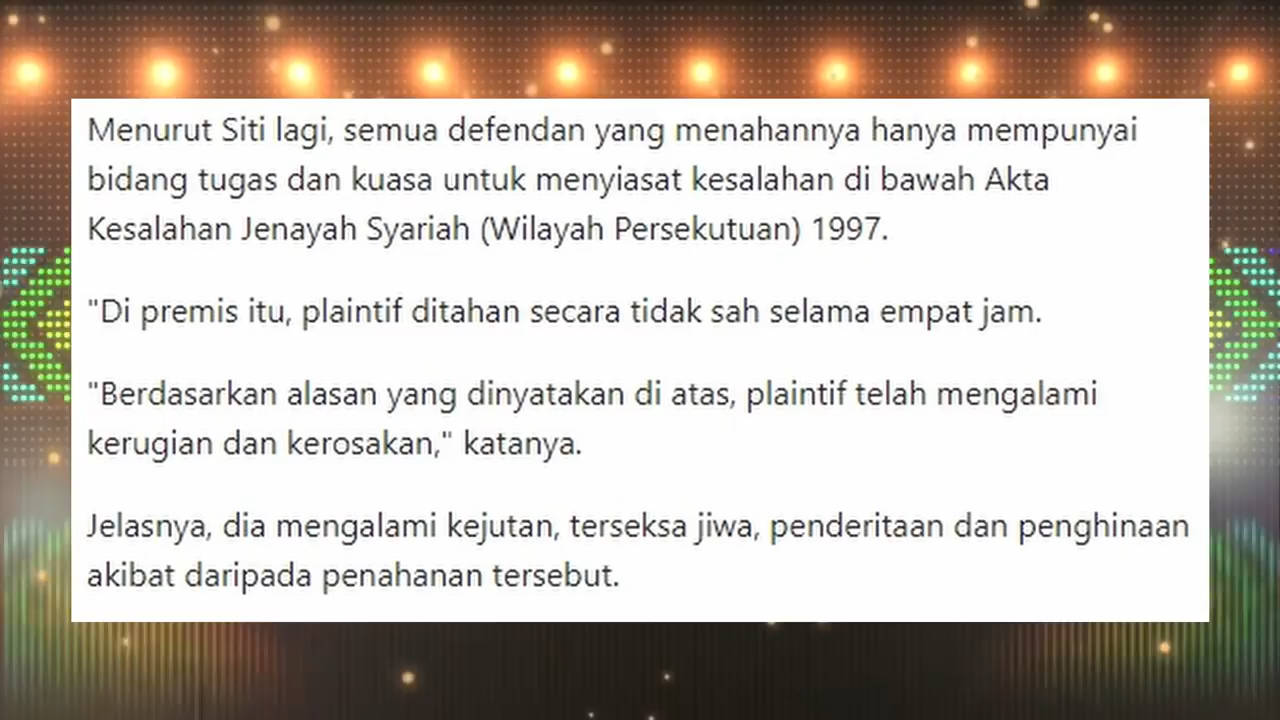 Menurut Siti lagi, semua defendan yang menahannya hanya mempunyai
bidang tugas dan kuasa untuk menyiasat kesalahan di bawah Akta
Kesalahan Jenayah Syariah (Wilayah Persekutuan) 1997.
"Di premis itu, plaintif ditahan secara tidak sah selama empat jam.
"Berdasarkan alasan yang dinyatakan di atas, plaintif telah mengalami
kerugian dan kerosakan," katanya.
Jelasnya, dia mengalami kejutan, terseksa jiwa, penderitaan dan penghinaan
akibat daripada penahanan tersebut.